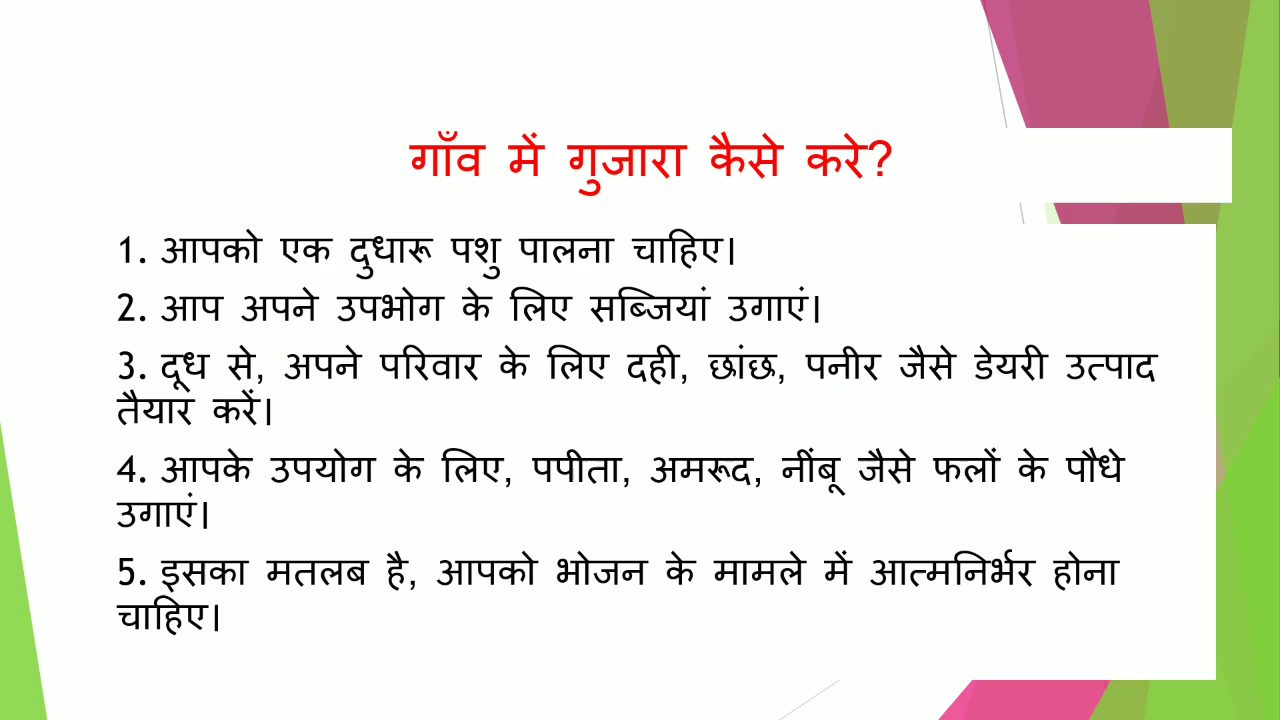 गाँव में गुजारा कैसे करे?
1. आपको एक दुधारू पशु पालना चाहिए।
2. आप अपने उपभोग के लिए सब्जियां उगाएं।
3. दूध से, अपने परिवार के लिए दही, छांछ, पनीर जैसे डेयरी उत्पाद
तैयार करें।
4. आपके उपयोग के लिए, पपीता, अमरूद, नींबू जैसे फलों के पौधे
उगाएं।
5. इसका मतलब है, आपको भोजन के मामले में आत्मनिर्भर होना
चाहिए।